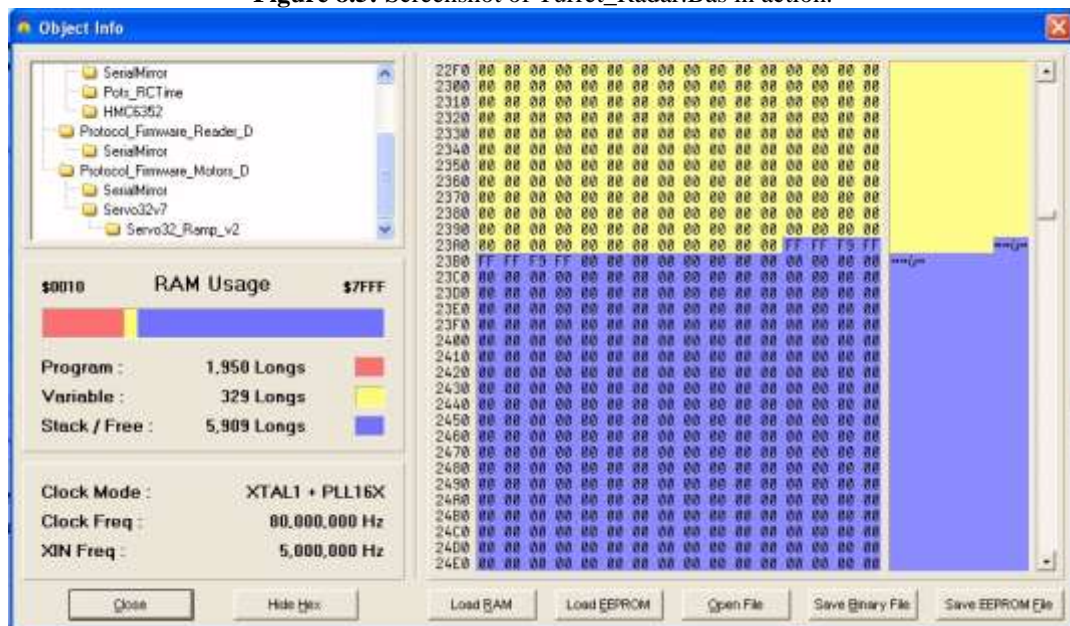 Screenshot of Turret_Radar.Bas in action.
Object Info
SerialMirror
Pots_RCTime
HMC6352
Protocol_Firmware_Reader_D
SerialMirror
Protocol_Firmware_Motors_D
SerialMirror
Servo32v7
Servo32_Ramp_v2
$0010 RAM Usage $7FFF
Program : 1,950 Longs
Variable : 329 Longs
Stack / Free : 5,909 Longs
Clock Mode : XTAL1 + PLL16X
Clock Freq : 80,000,000 Hz
XIN Freq : 5,000,000 Hz
22F0 00 00 00 00 00 00 00 00 00 00 00 00 00 00 00 00
2300 00 00 00 00 00 00 00 00 00 00 00 00 00 00 00 00
2310 00 00 00 00 00 00 00 00 00 00 00 00 00 00 00 00
2320 00 00 00 00 00 00 00 00 00 00 00 00 00 00 00 00
2330 00 00 00 00 00 00 00 00 00 00 00 00 00 00 00 00
2340 00 00 00 00 00 00 00 00 00 00 00 00 00 00 00 00
2350 00 00 00 00 00 00 00 00 00 00 00 00 00 00 00 00
2360 00 00 00 00 00 00 00 00 00 00 00 00 00 00 00 00
2370 00 00 00 00 00 00 00 00 00 00 00 00 00 00 00 00
2380 00 00 00 00 00 00 00 00 00 00 00 00 00 00 00 00
2390 00 00 00 00 00 00 00 00 00 00 00 00 00 00 00 00
23A0 00 00 00 00 00 00 00 00 00 00 00 00 FF FF F9 FF
23B0 FF FF F9 FF 00 00 00 00 00 00 00 00 00 00 00 00
23C0 00 00 00 00 00 00 00 00 00 00 00 00 00 00 00 00
23D0 00 00 00 00 00 00 00 00 00 00 00 00 00 00 00 00
23E0 00 00 00 00 00 00 00 00 00 00 00 00 00 00 00 00
23F0 00 00 00 00 00 00 00 00 00 00 00 00 00 00 00 00
2400 00 00 00 00 00 00 00 00 00 00 00 00 00 00 00 00
2410 00 00 00 00 00 00 00 00 00 00 00 00 00 00 00 00
2420 00 00 00 00 00 00 00 00 00 00 00 00 00 00 00 00
2430 00 00 00 00 00 00 00 00 00 00 00 00 00 00 00 00
2440 00 00 00 00 00 00 00 00 00 00 00 00 00 00 00 00
2450 00 00 00 00 00 00 00 00 00 00 00 00 00 00 00 00
2460 00 00 00 00 00 00 00 00 00 00 00 00 00 00 00 00
2470 00 00 00 00 00 00 00 00 00 00 00 00 00 00 00 00
2480 00 00 00 00 00 00 00 00 00 00 00 00 00 00 00 00
2490 00 00 00 00 00 00 00 00 00 00 00 00 00 00 00 00
24A0 00 00 00 00 00 00 00 00 00 00 00 00 00 00 00 00
24B0 00 00 00 00 00 00 00 00 00 00 00 00 00 00 00 00
24C0 00 00 00 00 00 00 00 00 00 00 00 00 00 00 00 00
24D0 00 00 00 00 00 00 00 00 00 00 00 00 00 00 00 00
24E0 00 00 00 00 00 00 00 00 00 00 00 00 00 00 00 00
Close Hide Hex Load RAM Load EEPROM Open File Save Binary File Save EEPROM File